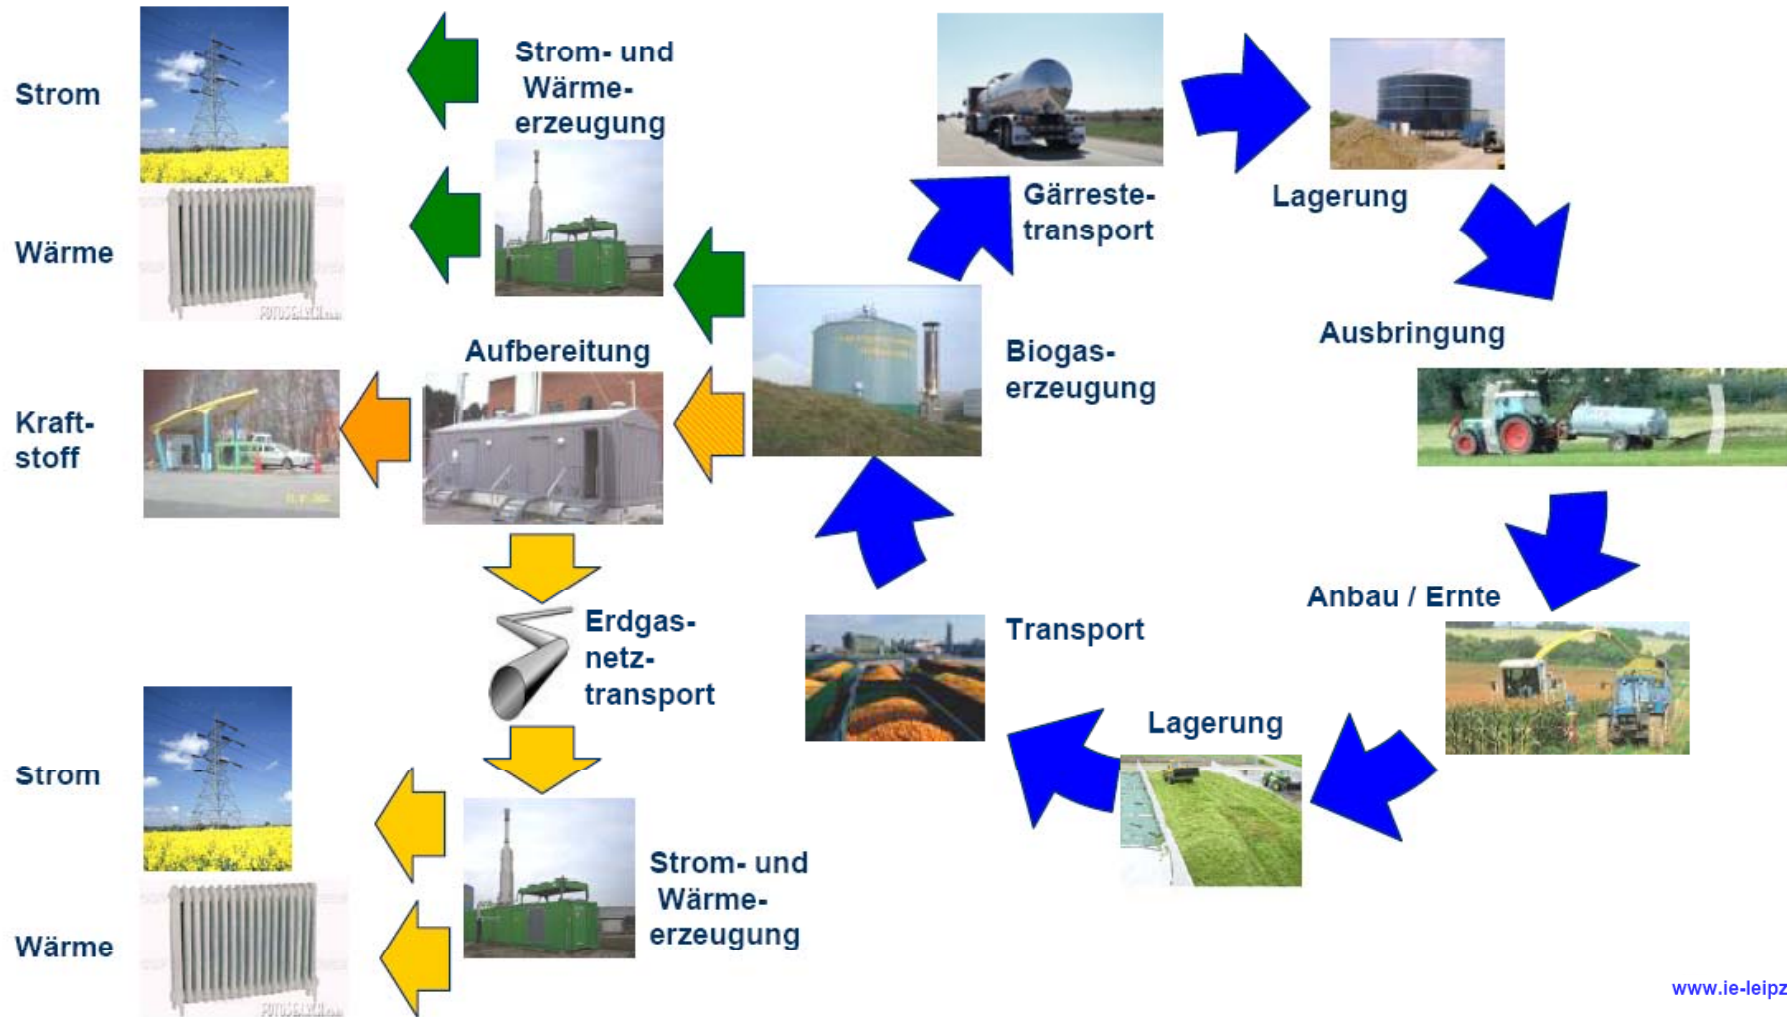 Strom
Strom- und
Wärme-
erzeugung
Wärme
Aufbereitung
Kraft-
stoff
Gärreste-
transport
Lagerung
Biogas-
erzeugung
Ausbringung
Anbau / Ernte
Transport
Lagerung
Erdgas-
netz-
transport
Strom
Strom- und
Wärme-
erzeugung
Wärme
www.ie-leipz